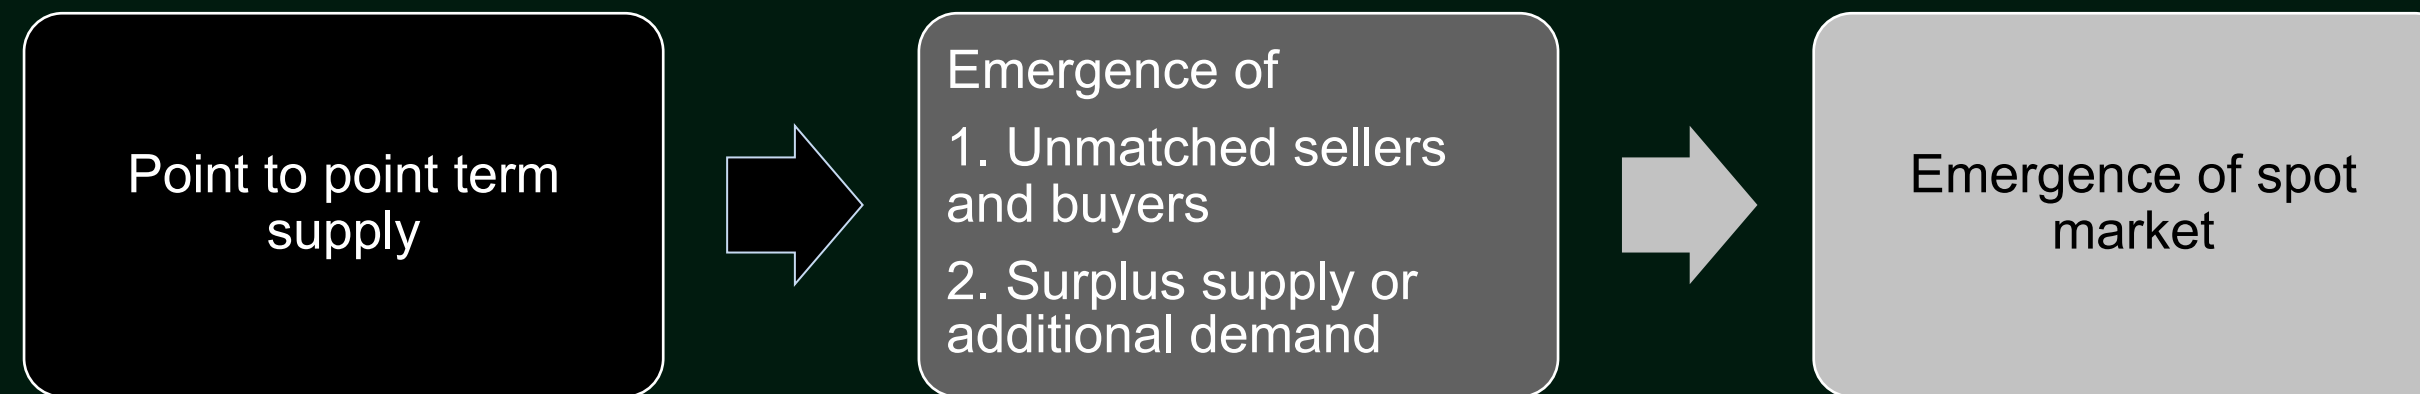 Point to point term
supply
Emergence of
1. Unmatched sellers
and buyers
2. Surplus supply or
additional demand
Emergence of spot
market